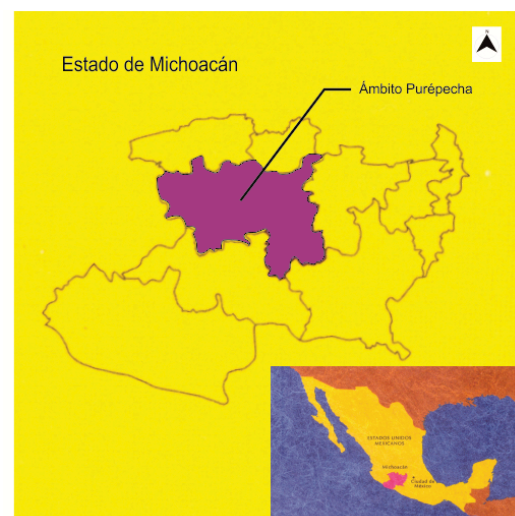 Estado de Michoacán
Ámbito Purépecha
ESTADOS UNIDOS
MEXICANOS
Michoacán
Ciudad de
México